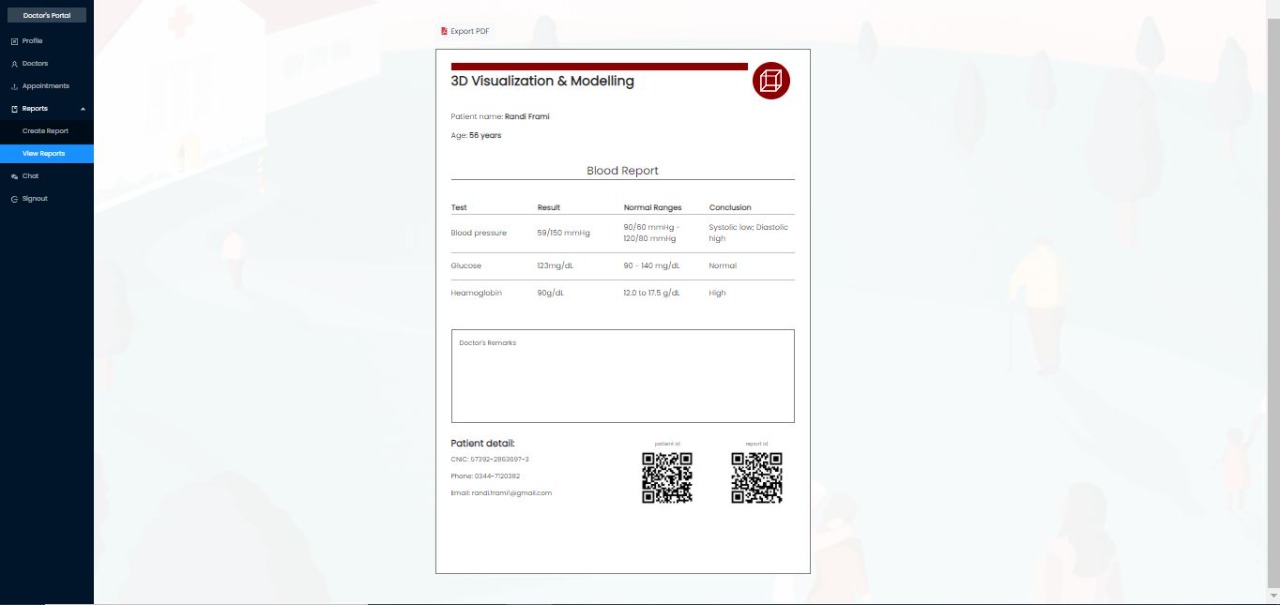 Doctor's Portal
Profile
Doctors
Appointments
Reports
Create Report
View Reports
Chat
Signout
Export PDF
3D Visualization & Modelling
Patient name: Randi Frami
Age: 56 years
Blood Report
Test Result Normal Ranges Conclusion
Blood pressure 59/150 mmHg 90/60 mmHg - 120/80 mmHg Systolic low; Diastolic high
Glucose 123mg/dL 90 - 140 mg/dL Normal
Heamoglobin 90g/dL 12.0 to 17.5 g/dL High
Doctor's Remarks
Patient detail:
patient id report id
CNIC: 57392-2863697-3
Phone: 0344-7120382
Email: randi.frami\@gmail.com